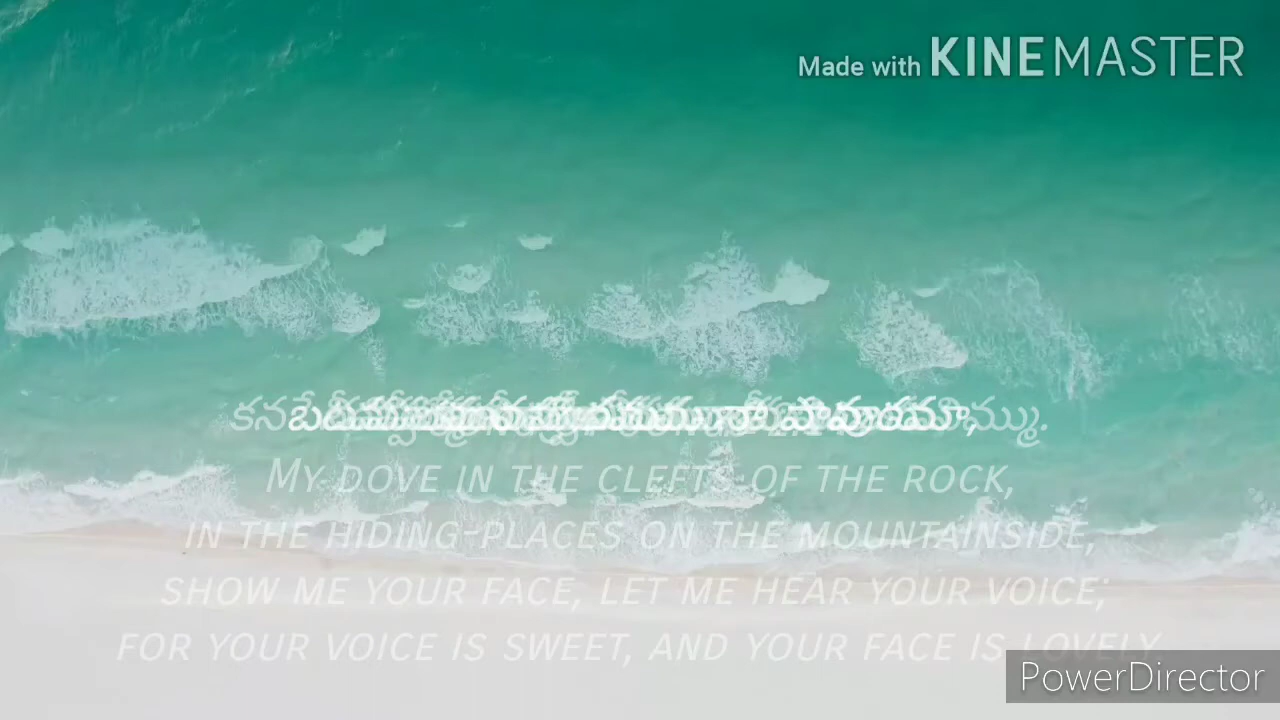 Made with KINEMASTER
MY DOVE IN THE CLEFTS OF THE ROCK,
IN THE HIDING-PLACES ON THE MOUNTAINSIDE,
SHOW ME YOUR FACE, LET ME HEAR YOUR VOICE;
FOR YOUR VOICE IS SWEET, AND YOUR FACE IS LOVELY.
PowerDirector